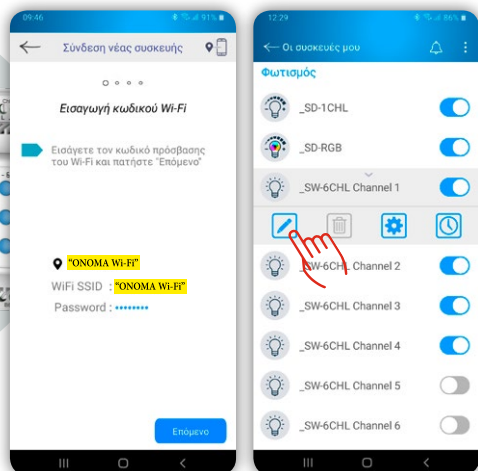 09:46
91%
Σύνδεση νέας συσκευής
Εισαγωγή κωδικού Wi-Fi
Εισάγετε τον κωδικό πρόσβασης
του Wi-Fi και πατήστε "Επόμενο"
"ΟΝΟΜΑ Wi-Fi"
WiFi SSID : "ΟΝΟΜΑ Wi-Fi"
Password : ••••••••
Επόμενο
12:29
86%
Οι συσκευές μου
Φωτισμός
_SD-1CHL
_SD-RGB
_SW-6CHL Channel 1
_SW-6CHL Channel 2
_SW-6CHL Channel 3
_SW-6CHL Channel 4
_SW-6CHL Channel 5
_SW-6CHL Channel 6